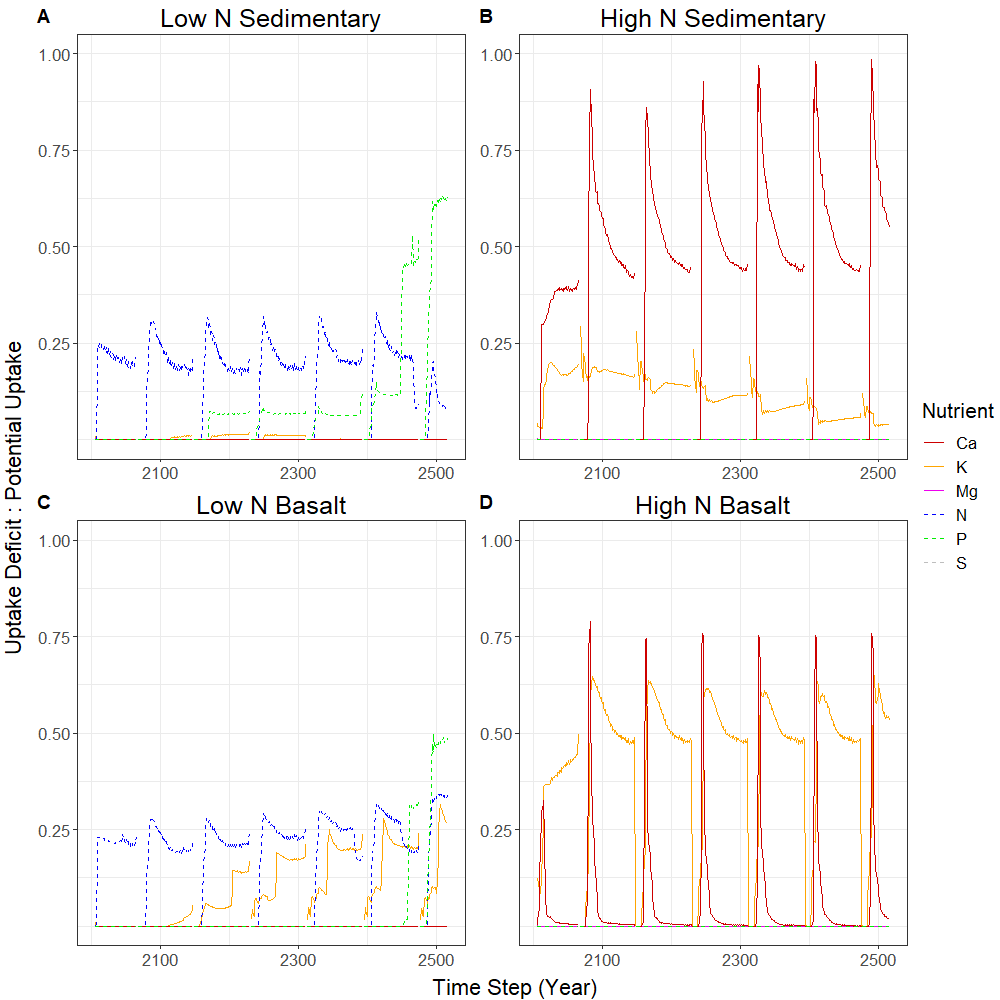 A
Low N Sedimentary
B
High N Sedimentary
1.00
0.75
0.50
0.25
1.00
0.75
0.50
0.25
2100
2300
2500
2100
2300
2500
C
Low N Basalt
D
High N Basalt
1.00
0.75
0.50
0.25
1.00
0.75
0.50
0.25
2100
2300
2500
2100
2300
2500
Uptake Deficit : Potential Uptake
Time Step (Year)
Nutrient
Ca
K
Mg
N
P
S